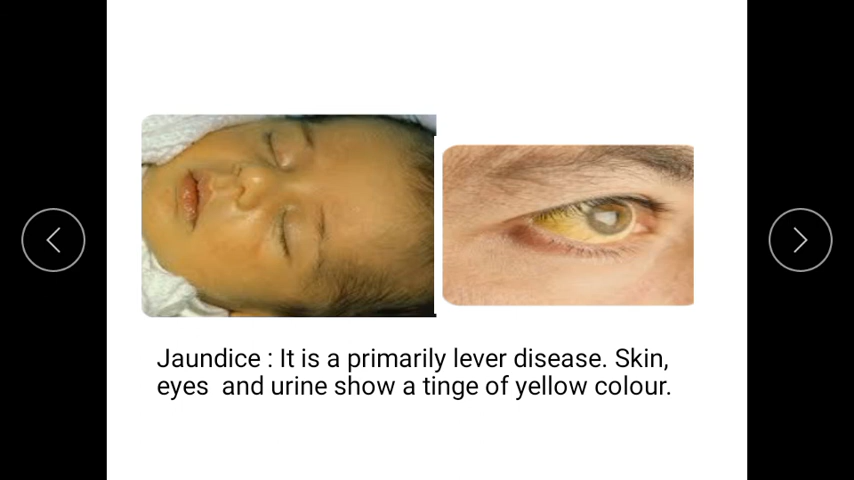 Jaundice : It is a primarily lever disease. Skin,
eyes  and urine show a tinge of yellow colour.